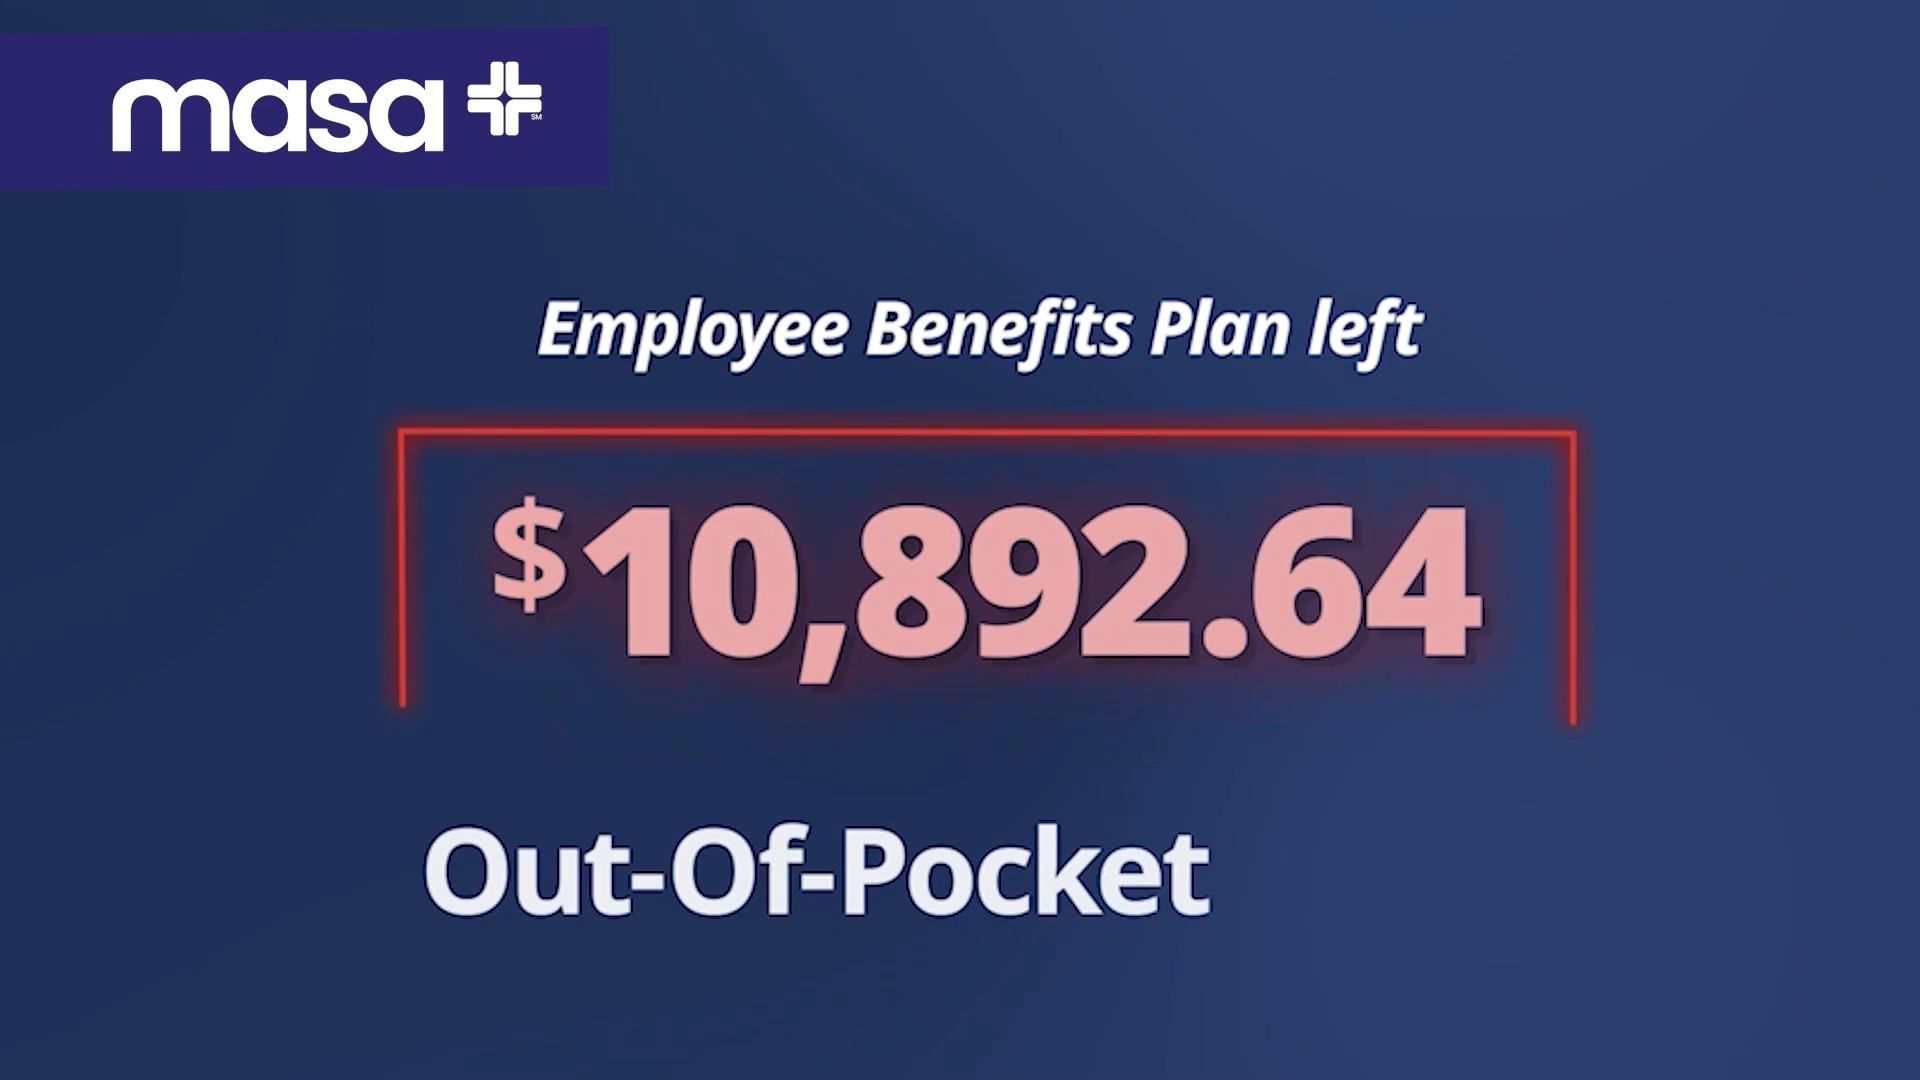 masa
SM
Employee Benefits Plan left
$10,892.64
Out-Of-Pocket